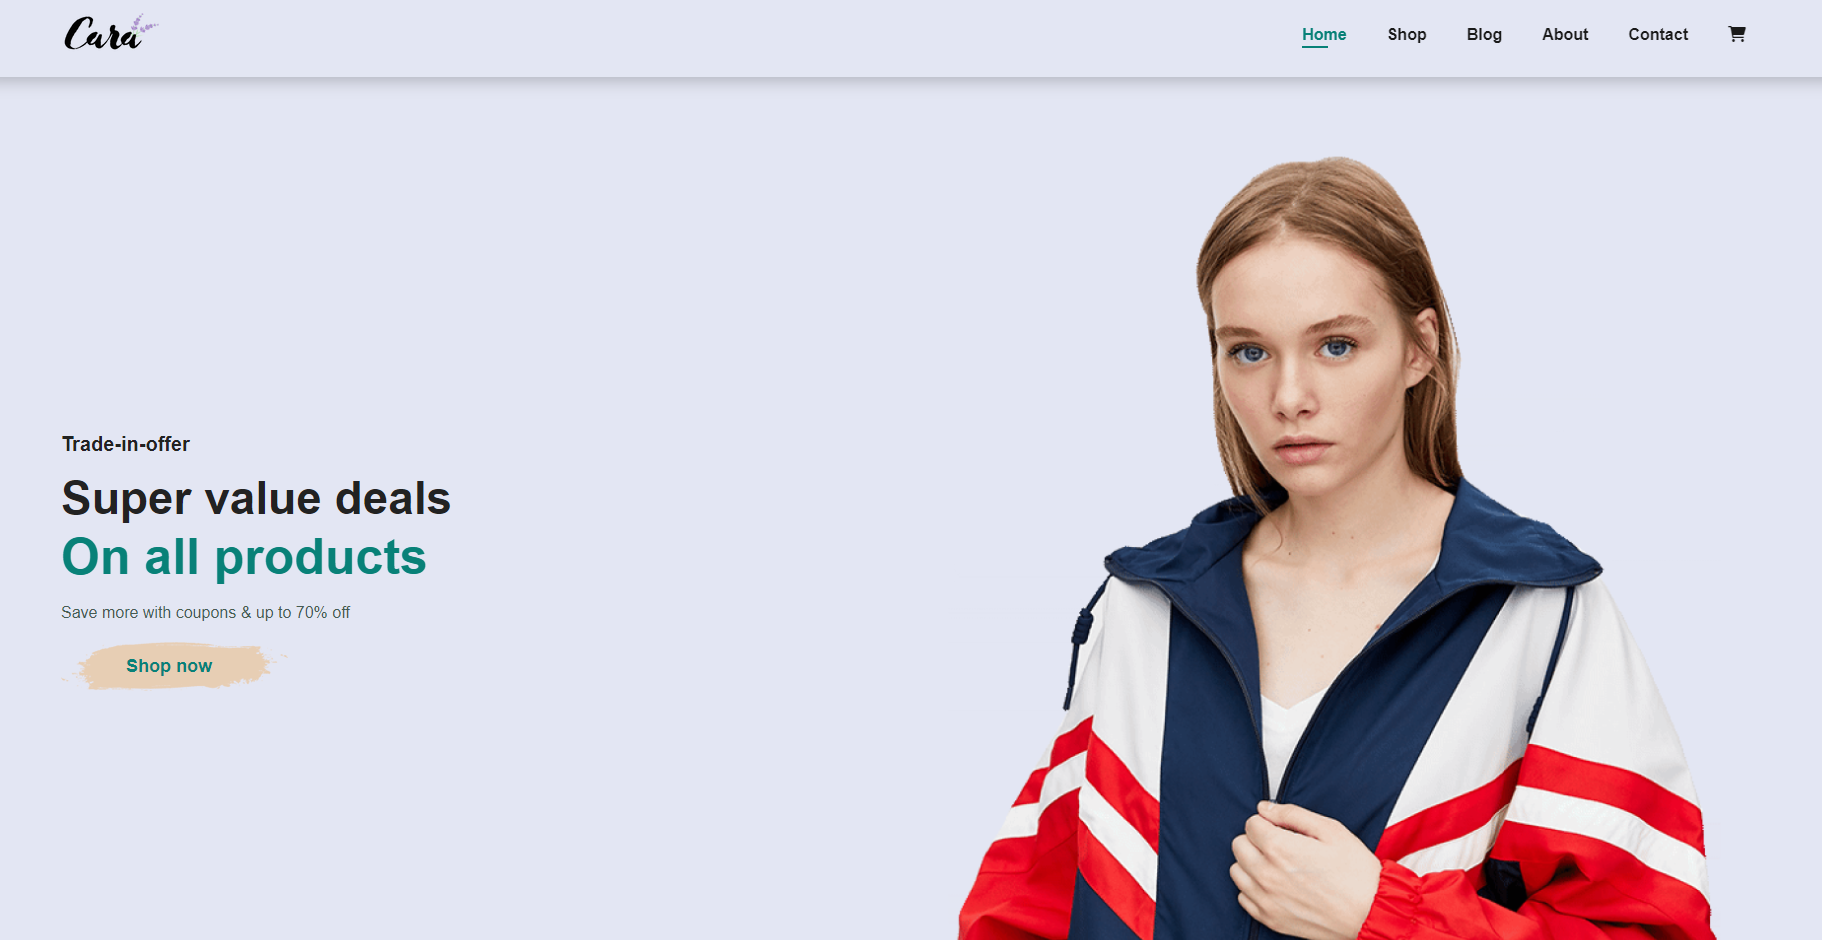 Cara
Home Shop Blog About Contact
Trade-in-offer
Super value deals
On all products
Save more with coupons & up to 70% off
Shop now